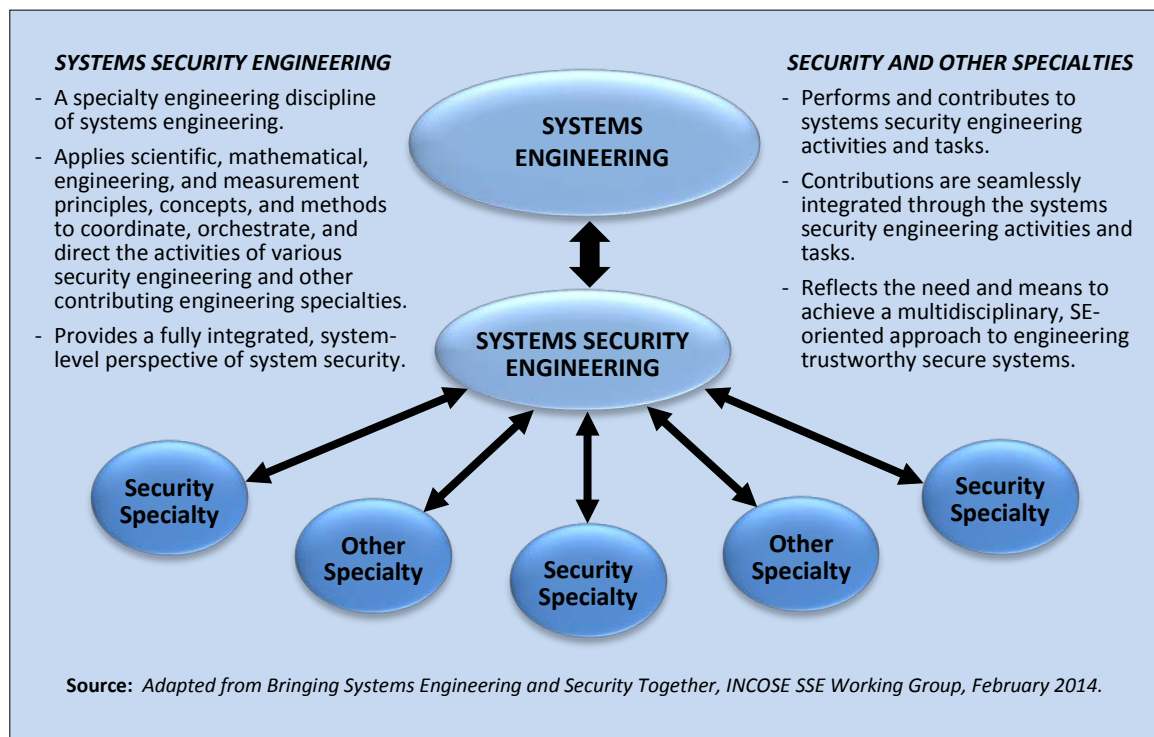 SYSTEMS SECURITY ENGINEERING
- A specialty engineering discipline
of systems engineering.
- Applies scientific, mathematical,
engineering, and measurement
principles, concepts, and methods
to coordinate, orchestrate, and
direct the activities of various
security engineering and other
contributing engineering specialties.
- Provides a fully integrated, system-
level perspective of system security.
SYSTEMS
ENGINEERING
SECURITY AND OTHER SPECIALTIES
- Performs and contributes to
systems security engineering
activities and tasks.
- Contributions are seamlessly
integrated through the systems
security engineering activities and
tasks.
- Reflects the need and means to
achieve a multidisciplinary, SE-
oriented approach to engineering
trustworthy secure systems.
SYSTEMS SECURITY
ENGINEERING
Security
Specialty
Other
Specialty
Security
Specialty
Other
Specialty
Security
Specialty
Source: Adapted from Bringing Systems Engineering and Security Together, INCOSE SSE Working Group, February 2014.